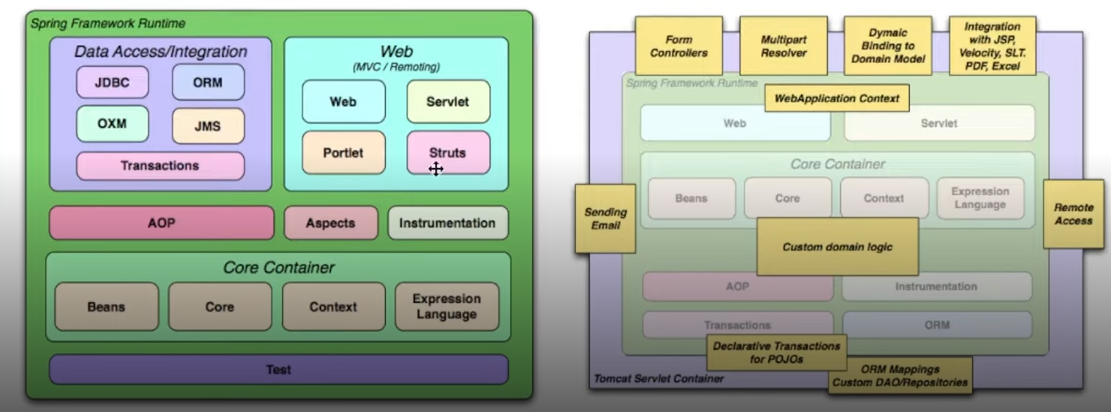 Spring Framework Runtime
Data Access/Integration
JDBC
ORM
OXM
JMS
Transactions
Web
(MVC / Remoting)
Web
Servlet
Portlet
Struts
AOP
Aspects
Instrumentation
Core Container
Beans
Core
Context
Expression
Language
Test
Form
Controllers
Multipart
Resolver
Dymaic
Binding to
Domain Model
Integration
with JSP,
Velocity, SLT.
PDF, Excel
Spring Framework Runtime
WebApplication Context
Web
Servlet
Core Container
Beans
Core
Context
Expression
Language
Sending
Email
Remote
Access
Custom domain logic
AOP
Instrumentation
Transactions
ORM
Declarative Transactions
for POJOs
ORM Mappings
Custom DAO/Repositories
Tomcat Servlet Container